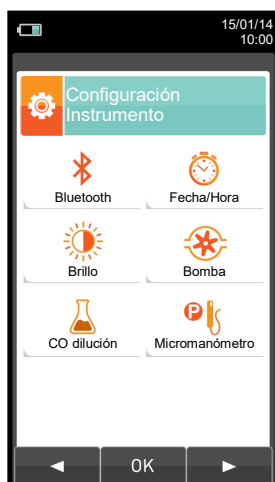 15/01/14
10:00
Configuración
Instrumento
Bluetooth
Fecha/Hora
Brillo
Bomba
P
CO dilución
Micromanómetro
OK